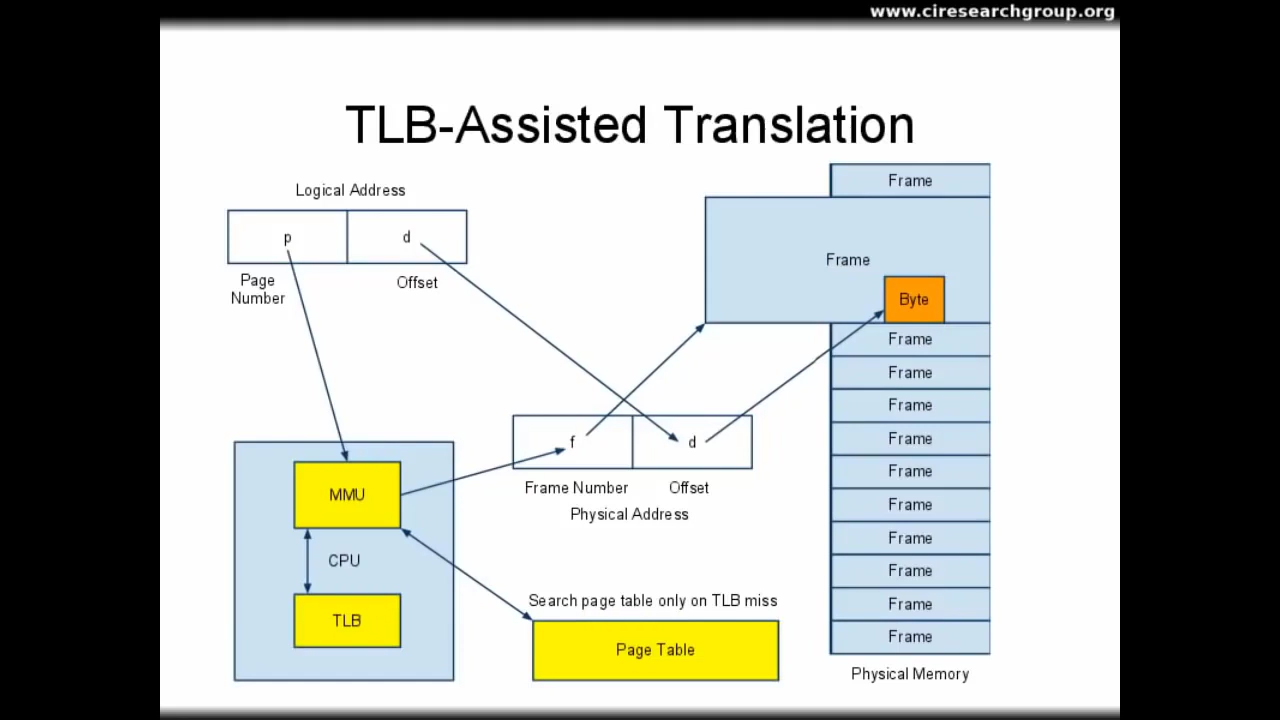 www.ciresearchgroup.org
TLB-Assisted Translation
Logical Address
p
d
Page
Number
Offset
MMU
CPU
TLB
f
d
Frame Number
Offset
Physical Address
Search page table only on TLB miss
Page Table
Frame
Frame
Byte
Frame
Frame
Frame
Frame
Frame
Frame
Frame
Frame
Frame
Frame
Physical Memory